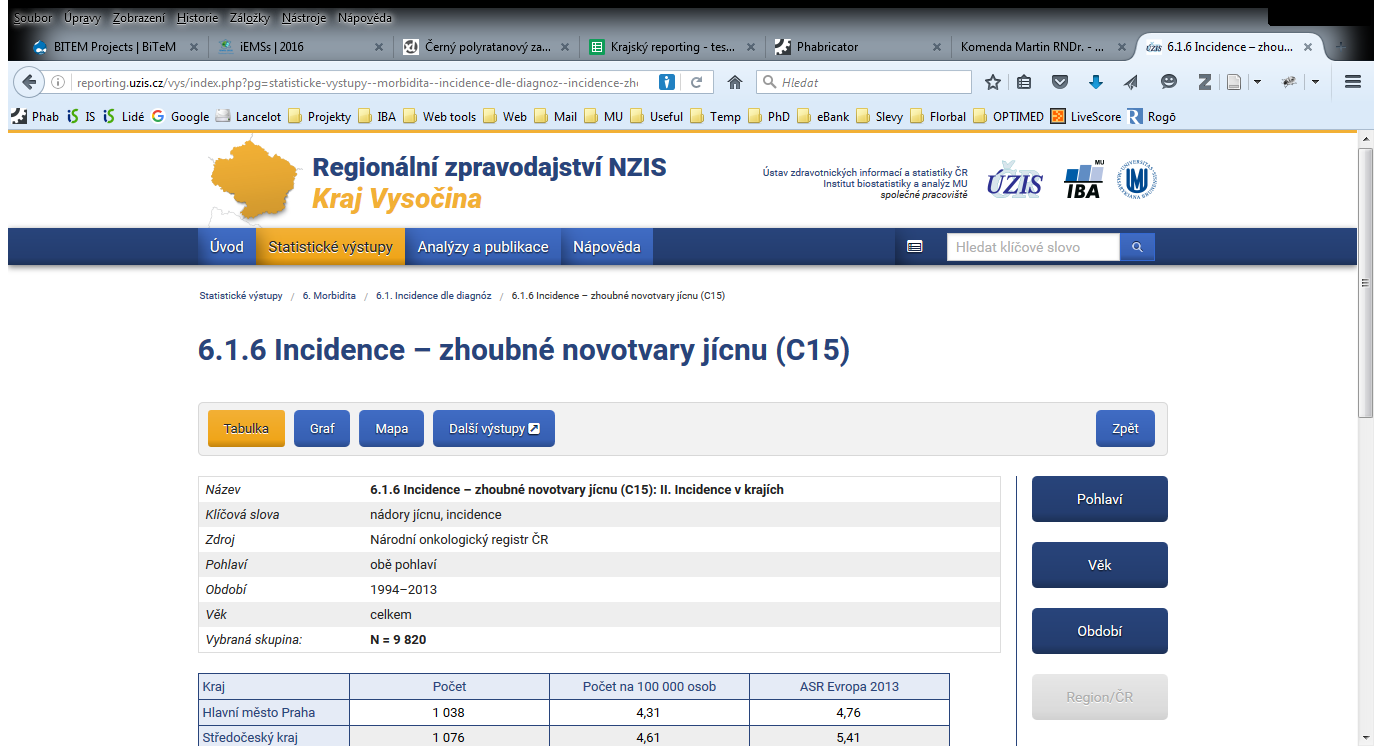 Soubor Úpravy Zobrazení Historie Záložky Nástroje Nápověda
BITEM Projects | BiTeM iEMSs | 2016 Černý polyratanový za... Krajský reporting - tes... Phabricator Komenda Martin RNDr. - ... 6.1.6 Incidence – zhou...
reporting.uzis.cz/vys/index.php?pg=statisticke-vystupy--morbidita--incidence-dle-diagnoz--incidence-zh Hledat
Phab IS Lidé Google Lancelot Projekty IBA Web tools Web Mail MU Useful Temp PhD eBank Slevy Florbal OPTIMED LiveScore Rogō
Regionální zpravodajství NZIS
Kraj Vysočina
Ústav zdravotnických informací a statistiky ČR
Institut biostatistiky a analýz MU
společné pracoviště
ÚZIS
MU
IBA
Úvod Statistické výstupy Analýzy a publikace Nápověda Hledat klíčové slovo
Statistické výstupy / 6. Morbidita / 6.1. Incidence dle diagnóz / 6.1.6 Incidence – zhoubné novotvary jícnu (C15)
6.1.6 Incidence – zhoubné novotvary jícnu (C15)
Tabulka Graf Mapa Další výstupy Zpět
Název 6.1.6 Incidence – zhoubné novotvary jícnu (C15): II. Incidence v krajích
Klíčová slova nádory jícnu, incidence
Zdroj Národní onkologický registr ČR
Pohlaví obě pohlaví
Období 1994–2013
Věk celkem
Vybraná skupina: N = 9 820
Pohlaví
Věk
Období
Region/ČR
Kraj Počet Počet na 100 000 osob ASR Evropa 2013
Hlavní město Praha 1 038 4,31 4,76
Středočeský kraj 1 076 4,61 5,41